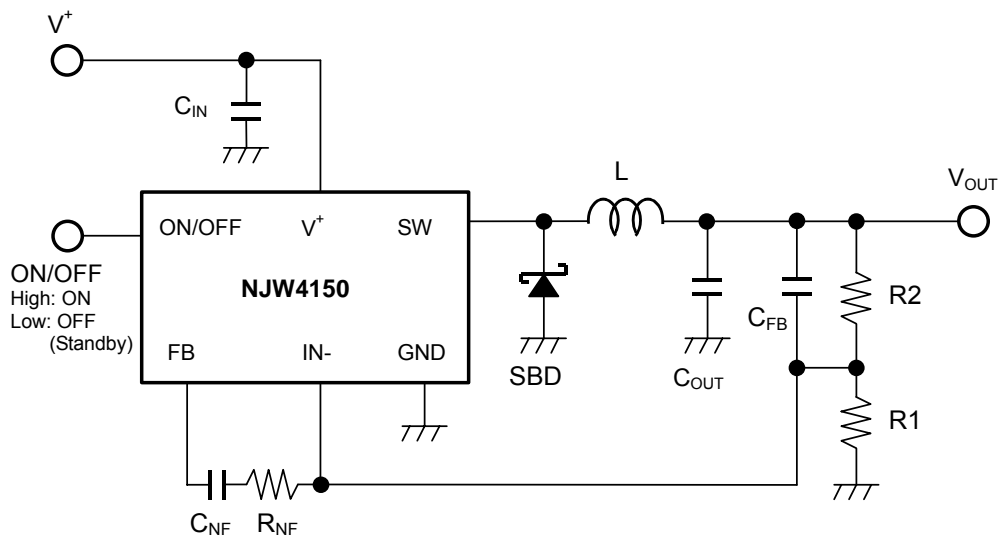 V+
CIN
L
VOUT
ON/OFF V+ SW
ON/OFF
High: ON
Low: OFF
(Standby)
NJW4150
R2
CFB
FB IN- GND
SBD
COUT
R1
CNF RNF